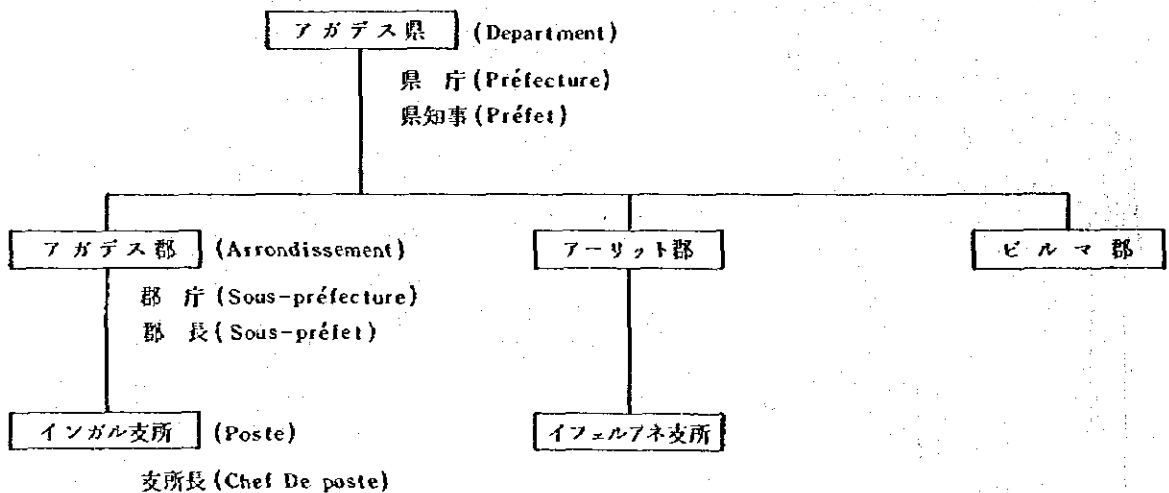 アガデス県 (Department)
県 庁 (Préfecture)
県知事 (Préfet)
アガデス郡 (Arrondissement)
アーリット郡
ビルマ郡
郡 庁 (Sous-préfecture)
郡 長 (Sous-préfet)
インガル支所 (Poste)
イフェルアネ支所
支所長 (Chef De poste)